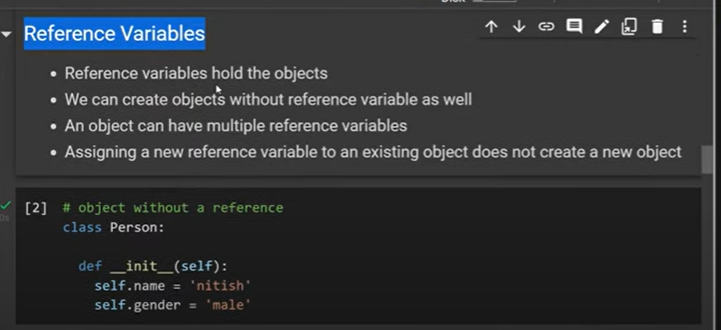 Reference Variables
Reference variables hold the objects
We can create objects without reference variable as well
An object can have multiple reference variables
Assigning a new reference variable to an existing object does not create a new object
[2] # object without a reference
class Person:
def __init__(self):
self.name = 'nitish'
self.gender = 'male'